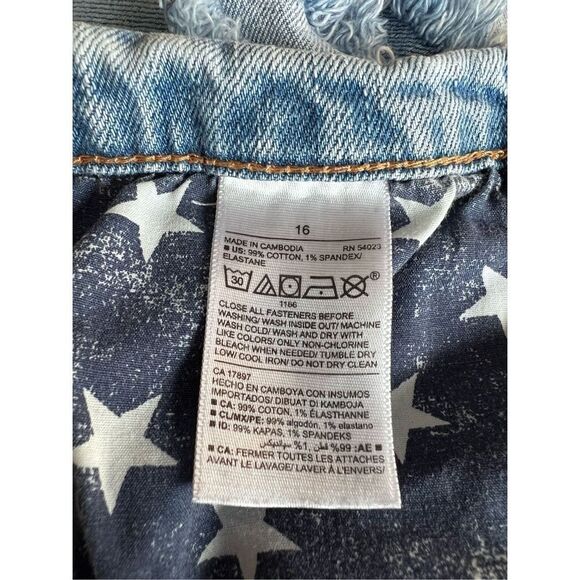 16
MADE IN CAMBODIA RN 54023
■ US: 99% COTTON, 1% SPANDEX/
ELASTANE
30 ®
1186
CLOSE ALL FASTENERS BEFORE
WASHING/ WASH INSIDE OUT/ MACHINE
WASH COLD/ WASH AND DRY WITH
LIKE COLORS/ ONLY NON-CHLORINE
BLEACH WHEN NEEDED/ TUMBLE DRY
LOW/ COOL IRON/ DO NOT DRY CLEAN
CA 17897
HECHO EN CAMBOYA CON INSUMOS
IMPORTADOS/ DIBUAT DI KAMBOJA
■ CA: 99% COTON, 1% ÉLASTHANNE
■ CL/MX/PE: 99% algodón, 1% elastano
■ ID: 99% KAPAS, 1% SPANDEKS
■ AE: 99% قطن, 1% سباندیکس
■ CA: FERMER TOUTES LES ATTACHES
AVANT LE LAVAGE/ LAVER À L'ENVERS/